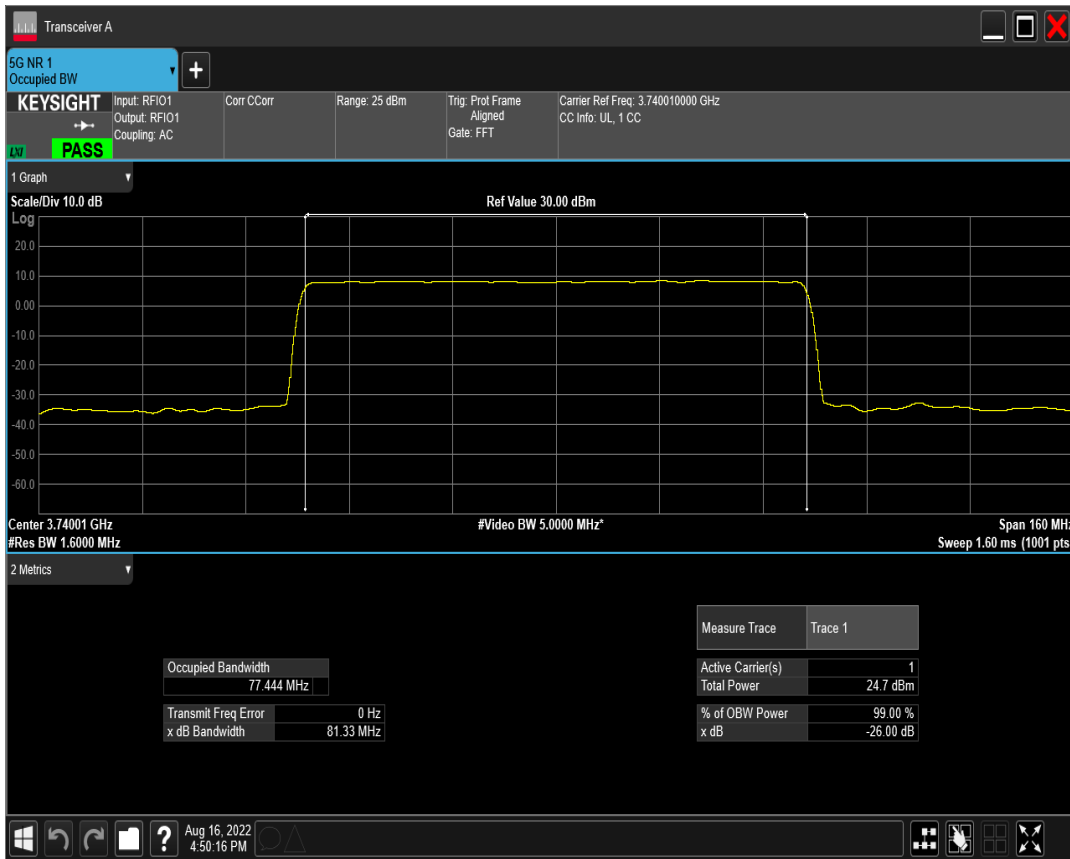 Transceiver A
5G NR 1
Occupied BW
+
KEYSIGHT
LXI
PASS
Input: RFIO1
Output: RFIO1
Coupling: AC
Corr CCorr
Range: 25 dBm
Trig: Prot Frame
Aligned
Gate: FFT
Carrier Ref Freq: 3.740010000 GHz
CC Info: UL, 1 CC
1 Graph
Scale/Div 10.0 dB
Ref Value 30.00 dBm
Log
20.0
10.0
0.00
-10.0
-20.0
-30.0
-40.0
-50.0
-60.0
Center 3.74001 GHz
#Video BW 5.0000 MHz*
Span 160 MHz
#Res BW 1.6000 MHz
Sweep 1.60 ms (1001 pts
2 Metrics
Measure Trace Trace 1
Occupied Bandwidth
77.444 MHz
Active Carrier(s) 1
Total Power 24.7 dBm
Transmit Freq Error 0 Hz
x dB Bandwidth 81.33 MHz
% of OBW Power 99.00 %
x dB -26.00 dB
?
Aug 16, 2022
4:50:16 PM